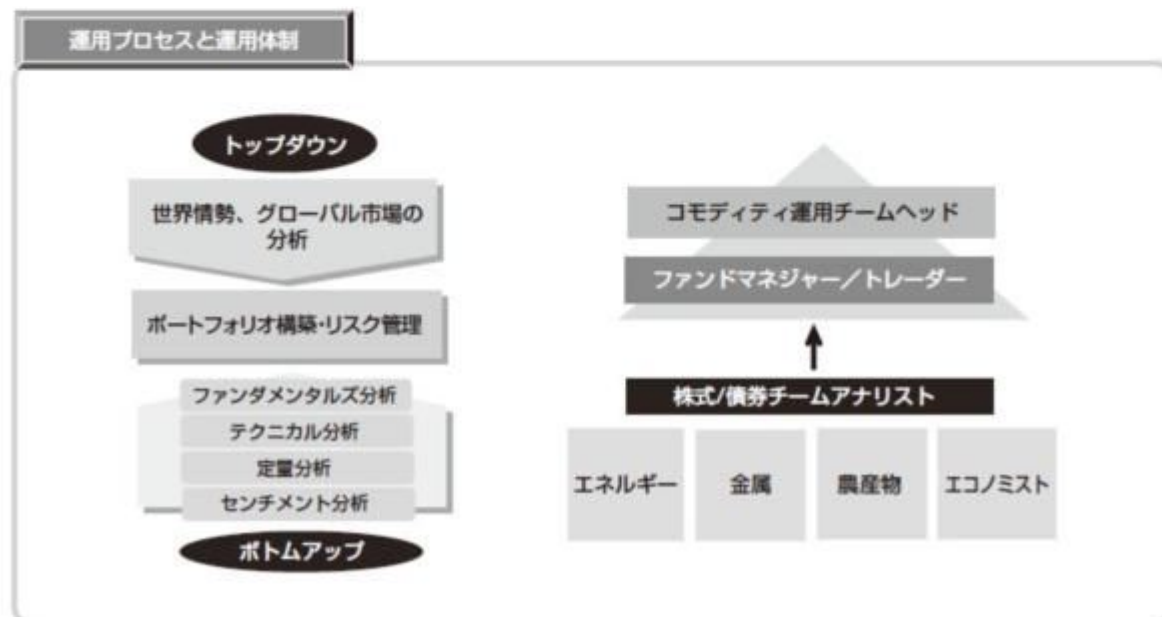 運用プロセスと運用体制
トップダウン
世界情勢、グローバル市場の
分析
ポートフォリオ構築・リスク管理
ファンダメンタルズ分析
テクニカル分析
定量分析
センチメント分析
ボトムアップ
コモディティ運用チームヘッド
ファンドマネジャー／トレーダー
株式/債券チームアナリスト
エネルギー
金属
農産物
エコノミスト